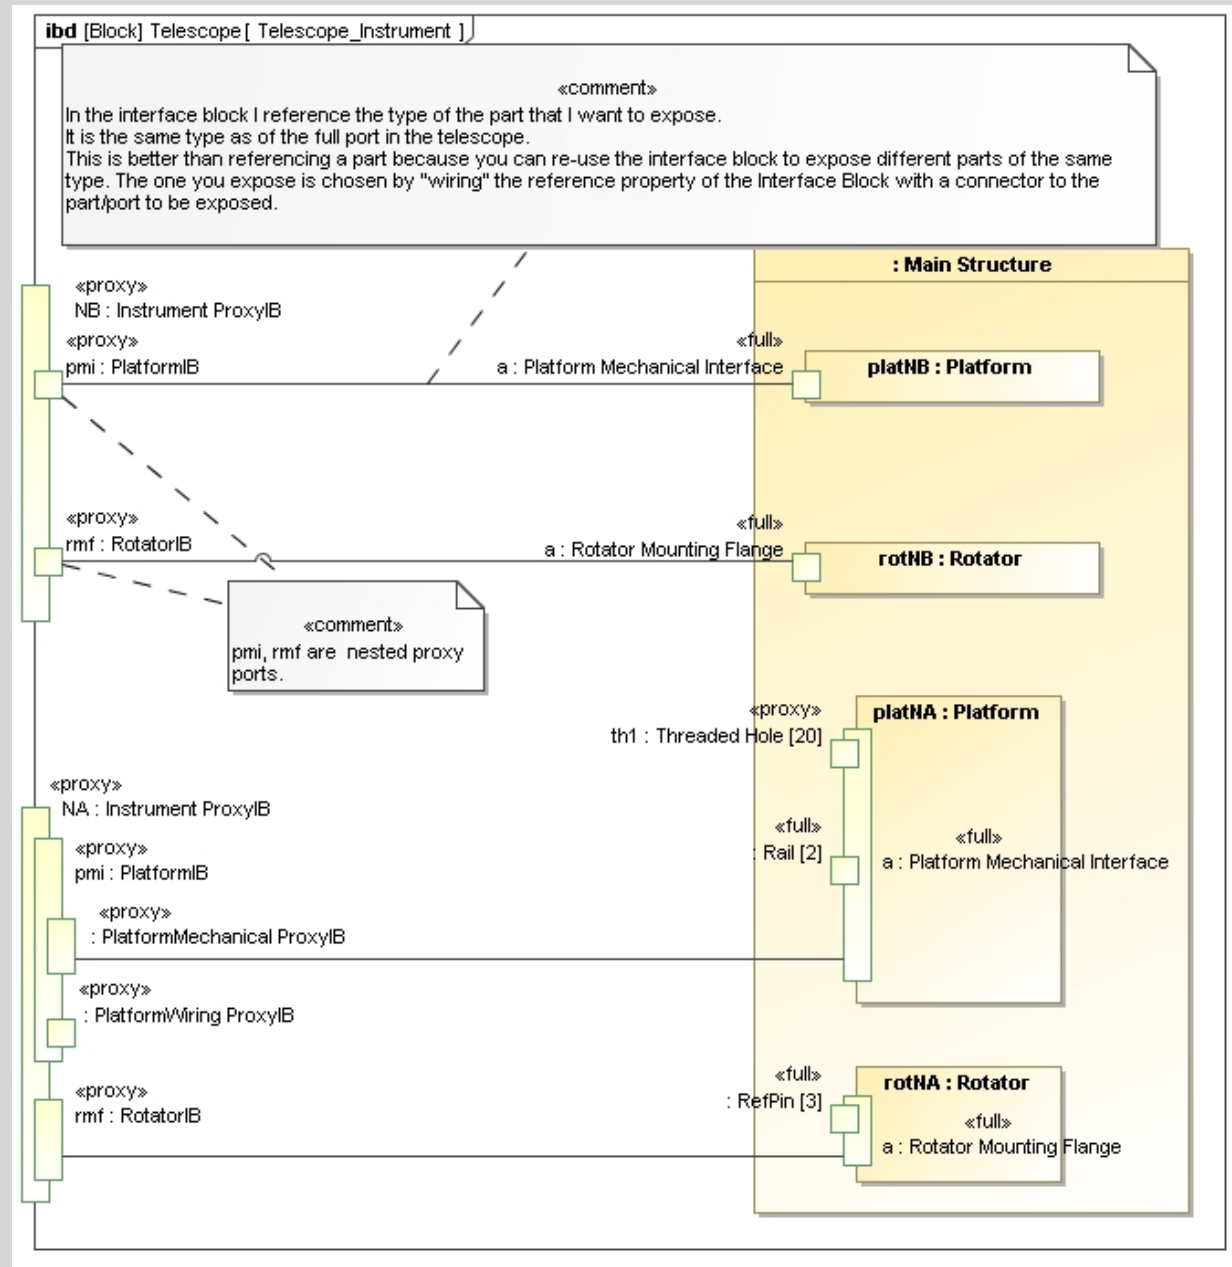 ibd [Block] Telescope[ Telescope_Instrument ]
«comment»
In the interface block I reference the type of the part that I want to expose.
It is the same type as of the full port in the telescope.
This is better than referencing a part because you can re-use the interface block to expose different parts of the same
type. The one you expose is chosen by "wiring" the reference property of the Interface Block with a connector to the
part/port to be exposed.
: Main Structure
«proxy»
NB : Instrument ProxyIB
«proxy»
pmi : PlatformIB
«full»
a : Platform Mechanical Interface
platNB : Platform
«proxy»
rmf : RotatorIB
«full»
a : Rotator Mounting Flange
rotNB : Rotator
«comment»
pmi, rmf are nested proxy
ports.
«proxy»
th1 : Threaded Hole [20]
platNA : Platform
«proxy»
NA : Instrument ProxyIB
«proxy»
pmi : PlatformIB
«full»
: Rail [2]
«full»
a : Platform Mechanical Interface
«proxy»
: PlatformMechanical ProxyIB
«proxy»
: PlatformWiring ProxyIB
«proxy»
rmf : RotatorIB
«full»
: RefPin [3]
rotNA : Rotator
«full»
a : Rotator Mounting Flange